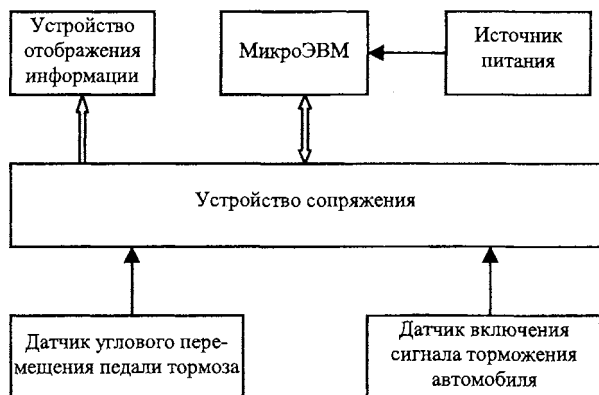 Устройство
отображения
информации
МикроЭВМ
Источник
питания
Устройство сопряжения
Датчик углового пере-
мещения педали тормоза
Датчик включения
сигнала торможения
автомобиля